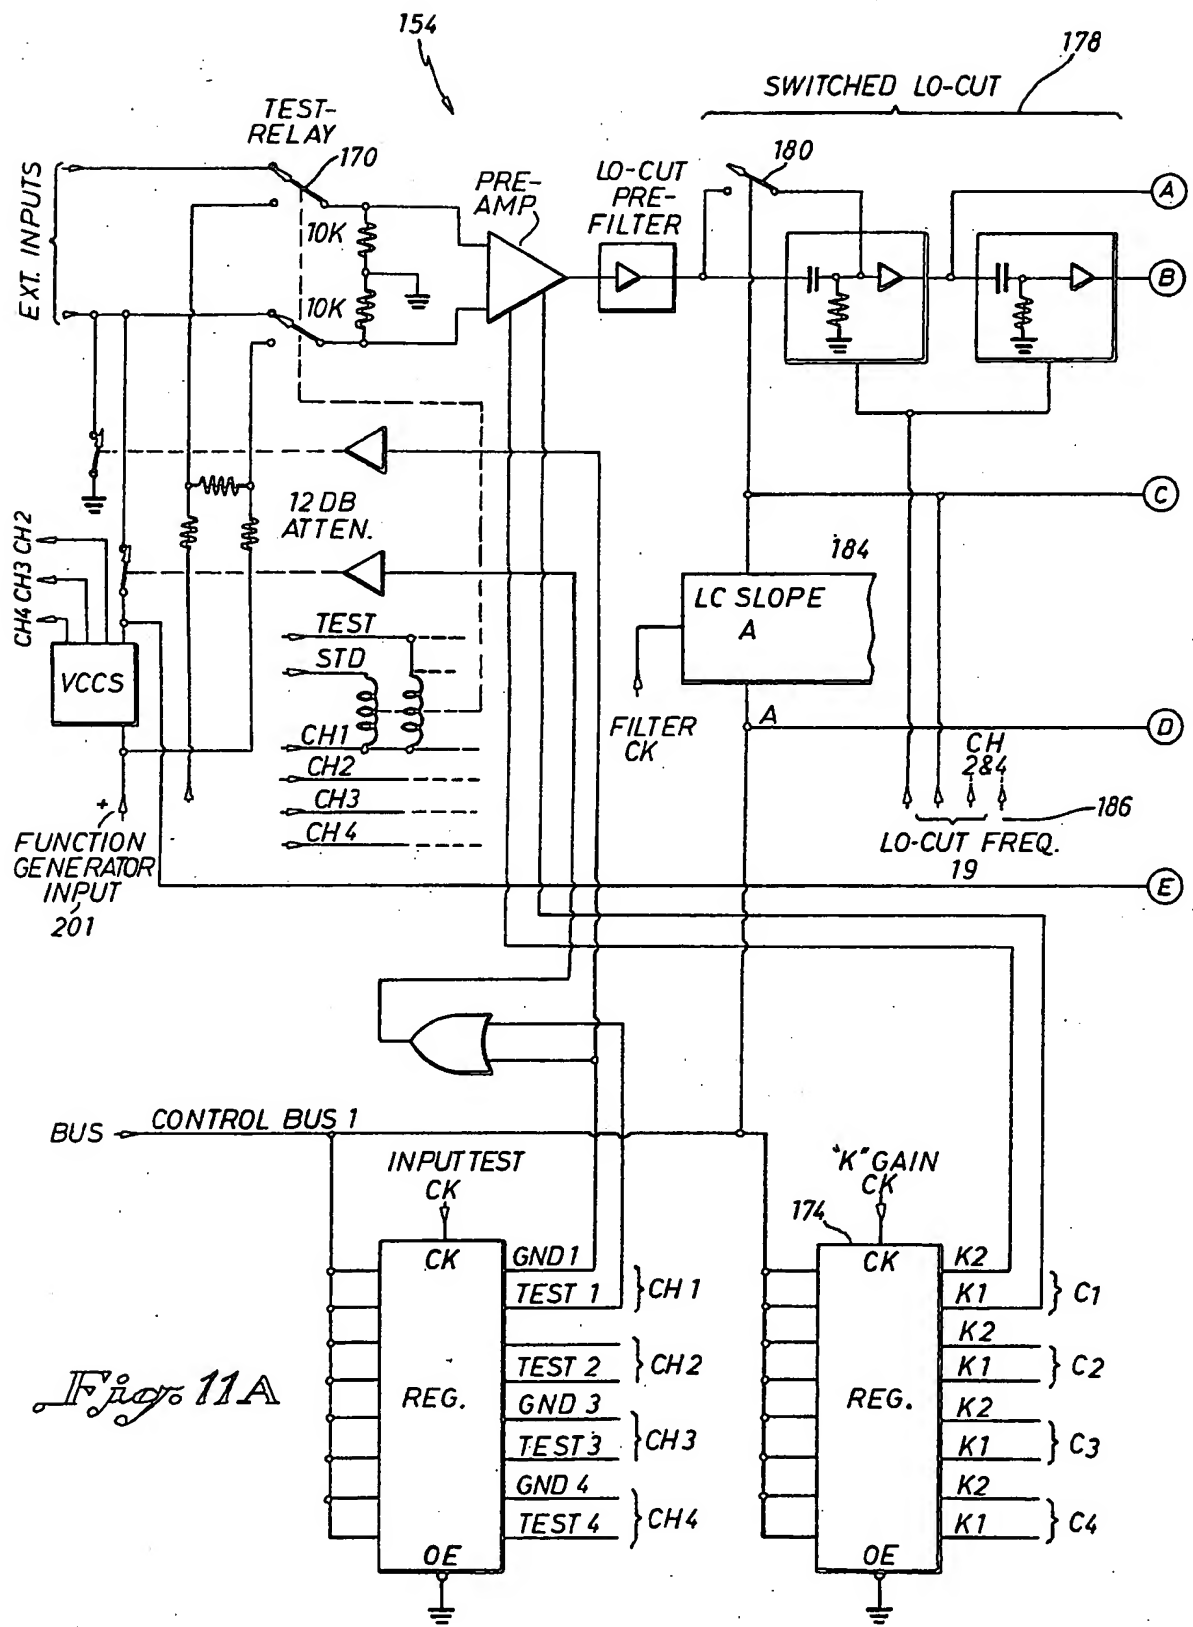 154
178
SWITCHED LO-CUT
TEST-
RELAY
170
180
EXT. INPUTS
10K
10K
PRE-
AMP.
LO-CUT
PRE-
FILTER
A
B
12 DB
ATTEN.
C
184
LC SLOPE
A
CH2
CH3
CH4
VCCS
TEST
STD
CH1
CH2
CH3
CH4
FILTER
CK
A
D
CH
2&4
186
LO-CUT FREQ.
19
+
FUNCTION
GENERATOR
INPUT
201
E
BUS
CONTROL BUS 1
INPUT TEST
CK
"K" GAIN
CK
174
CK
GND 1
TEST 1
CH 1
TEST 2
CH2
REG.
GND 3
TEST 3
CH3
GND 4
TEST 4
CH4
OE
CK
K2
K1
C1
K2
K1
C2
REG.
K2
K1
C3
K2
K1
C4
OE
Fig. 11A